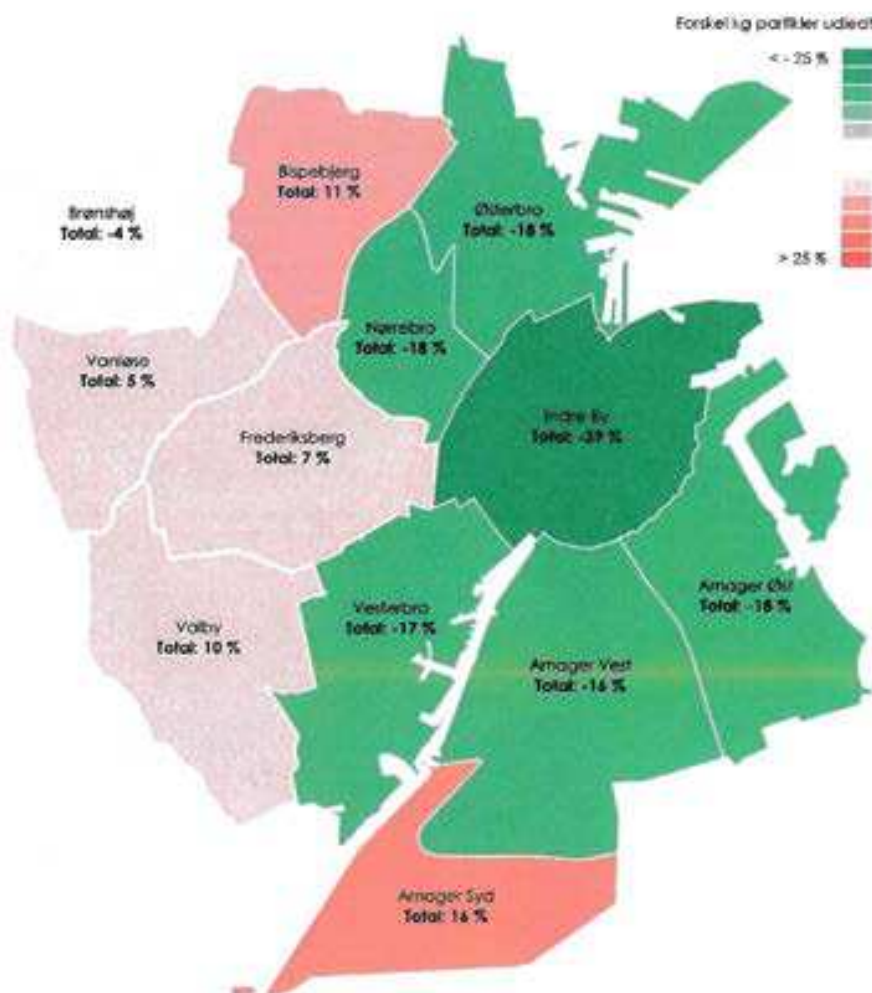 Forskel kg partikler udledt
< - 25 %
> 25 %
Bispebjerg
Total: 11 %
Brønshøj
Total: -4 %
Østerbro
Total: -18 %
Nørrebro
Total: -18 %
Vanløse
Total: 5 %
Indre By
Total: -39 %
Frederiksberg
Total: 7 %
Amager Øst
Total: -18 %
Vesterbro
Total: -17 %
Valby
Total: 10 %
Amager Vest
Total: -16 %
Amager Syd
Total: 16 %